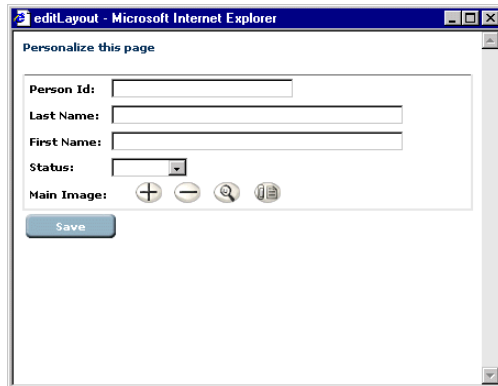 editLayout - Microsoft Internet Explorer
Personalize this page
Person Id:
Last Name:
First Name:
Status:
Main Image:
Save